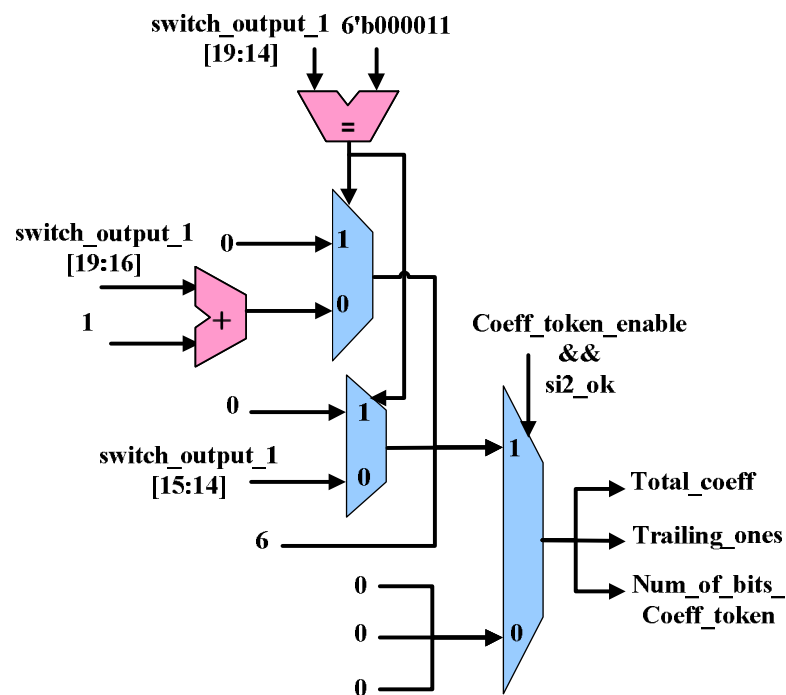 switch_output_1 6'b000011
[19:14]
=
switch_output_1
[19:16]
0
1
0
1
+
Coeff_token_enable
&&
si2_ok
0
1
0
switch_output_1
[15:14]
1
Total_coeff
6
Trailing_ones
0
0
0
0
Num_of_bits_
Coeff_token